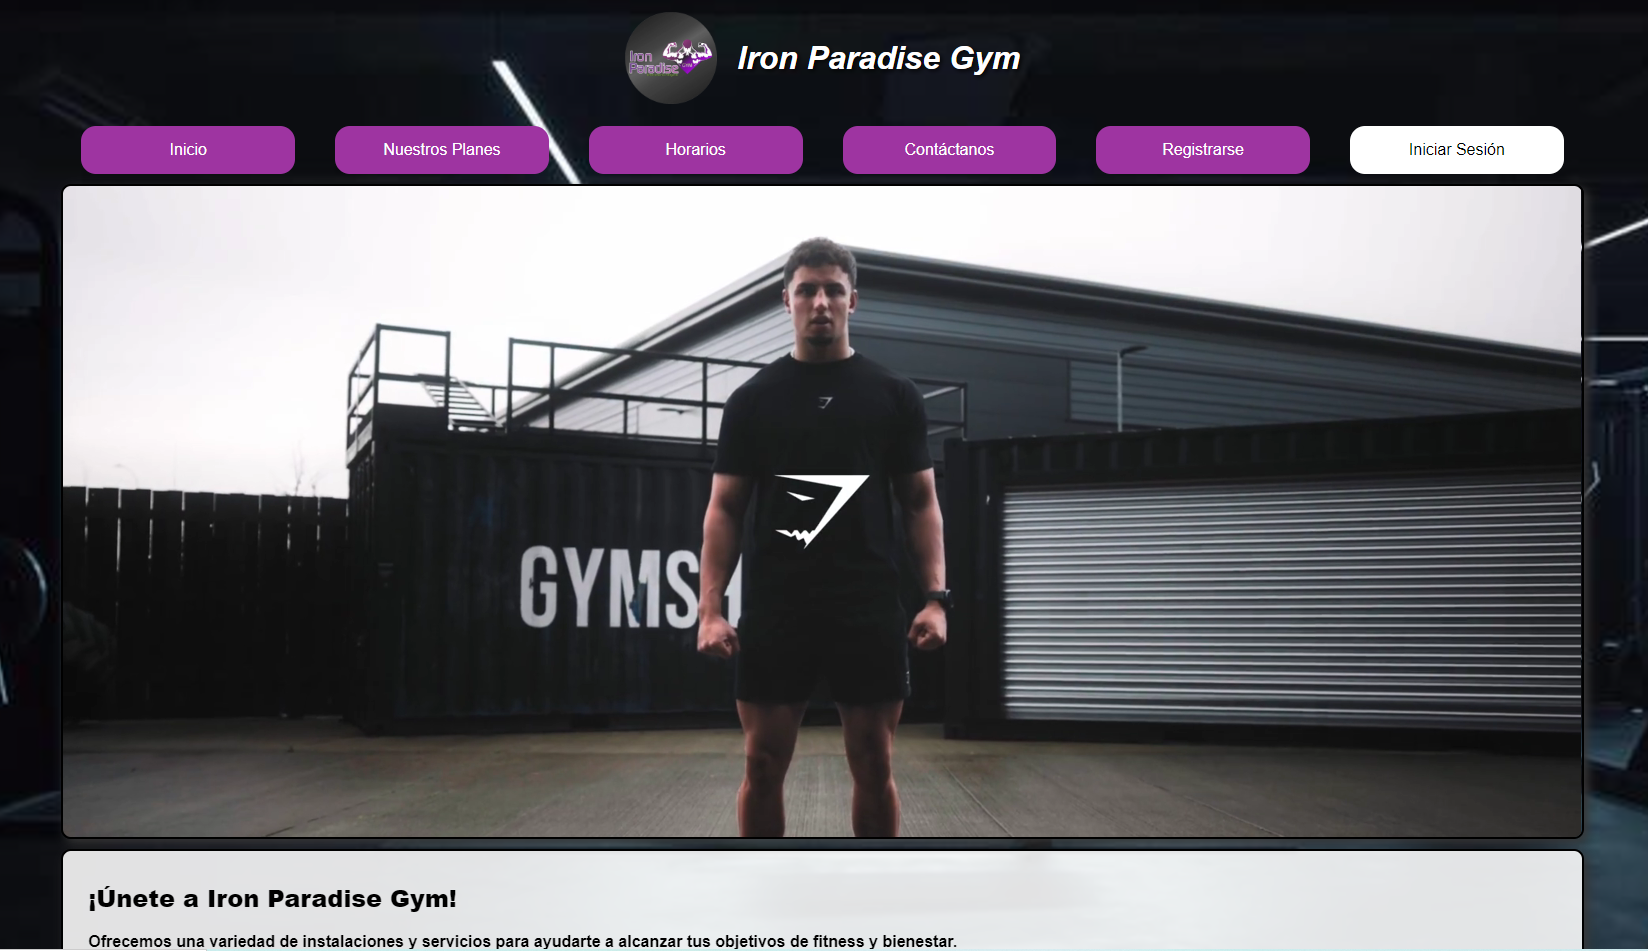 Iron
Paradise
Iron Paradise Gym
Inicio
Nuestros Planes
Horarios
Contáctanos
Registrarse
Iniciar Sesión
GYMS
¡Únete a Iron Paradise Gym!
Ofrecemos una variedad de instalaciones y servicios para ayudarte a alcanzar tus objetivos de fitness y bienestar.